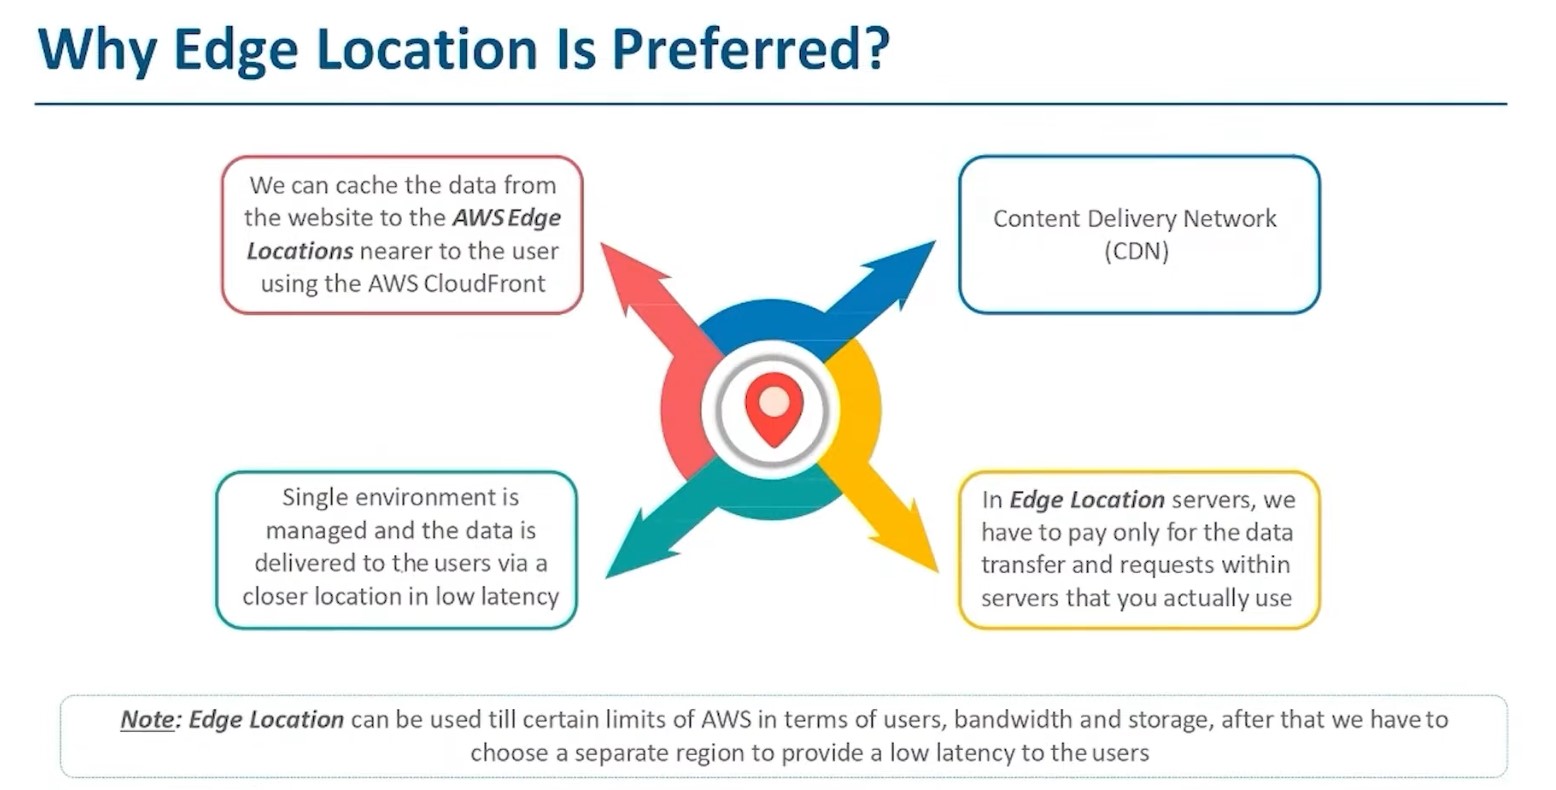 Why Edge Location Is Preferred?
We can cache the data from
the website to the AWS Edge
Locations nearer to the user
using the AWS CloudFront
Content Delivery Network
(CDN)
Single environment is
managed and the data is
delivered to the users via a
closer location in low latency
In Edge Location servers, we
have to pay only for the data
transfer and requests within
servers that you actually use
Note: Edge Location can be used till certain limits of AWS in terms of users, bandwidth and storage, after that we have to
choose a separate region to provide a low latency to the users